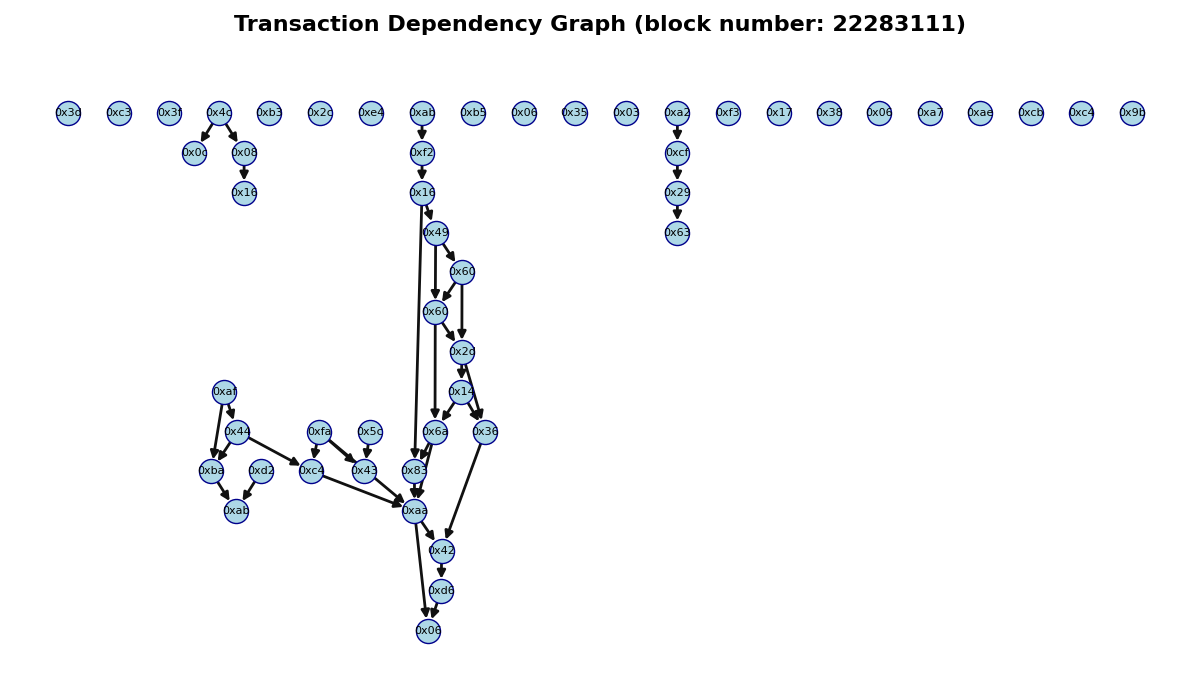 Transaction Dependency Graph (block number: 22283111)
0x3d 0xc3 0x3f 0x4c 0xb3 0x2c 0xe4 0xab 0xb5 0x06 0x35 0x03 0xa2 0xf3 0x17 0x38 0x06 0xa7 0xae 0xcb 0xc4 0x9b
0x0c 0x08 0xf2 0xcf
0x16 0x16 0x29
0x49 0x63
0x60
0x60
0x2d
0xaf 0x14
0x44 0xfa 0x5c 0x6a 0x36
0xba 0xd2 0xc4 0x43 0x83
0xab 0xaa
0x42
0xd6
0x06